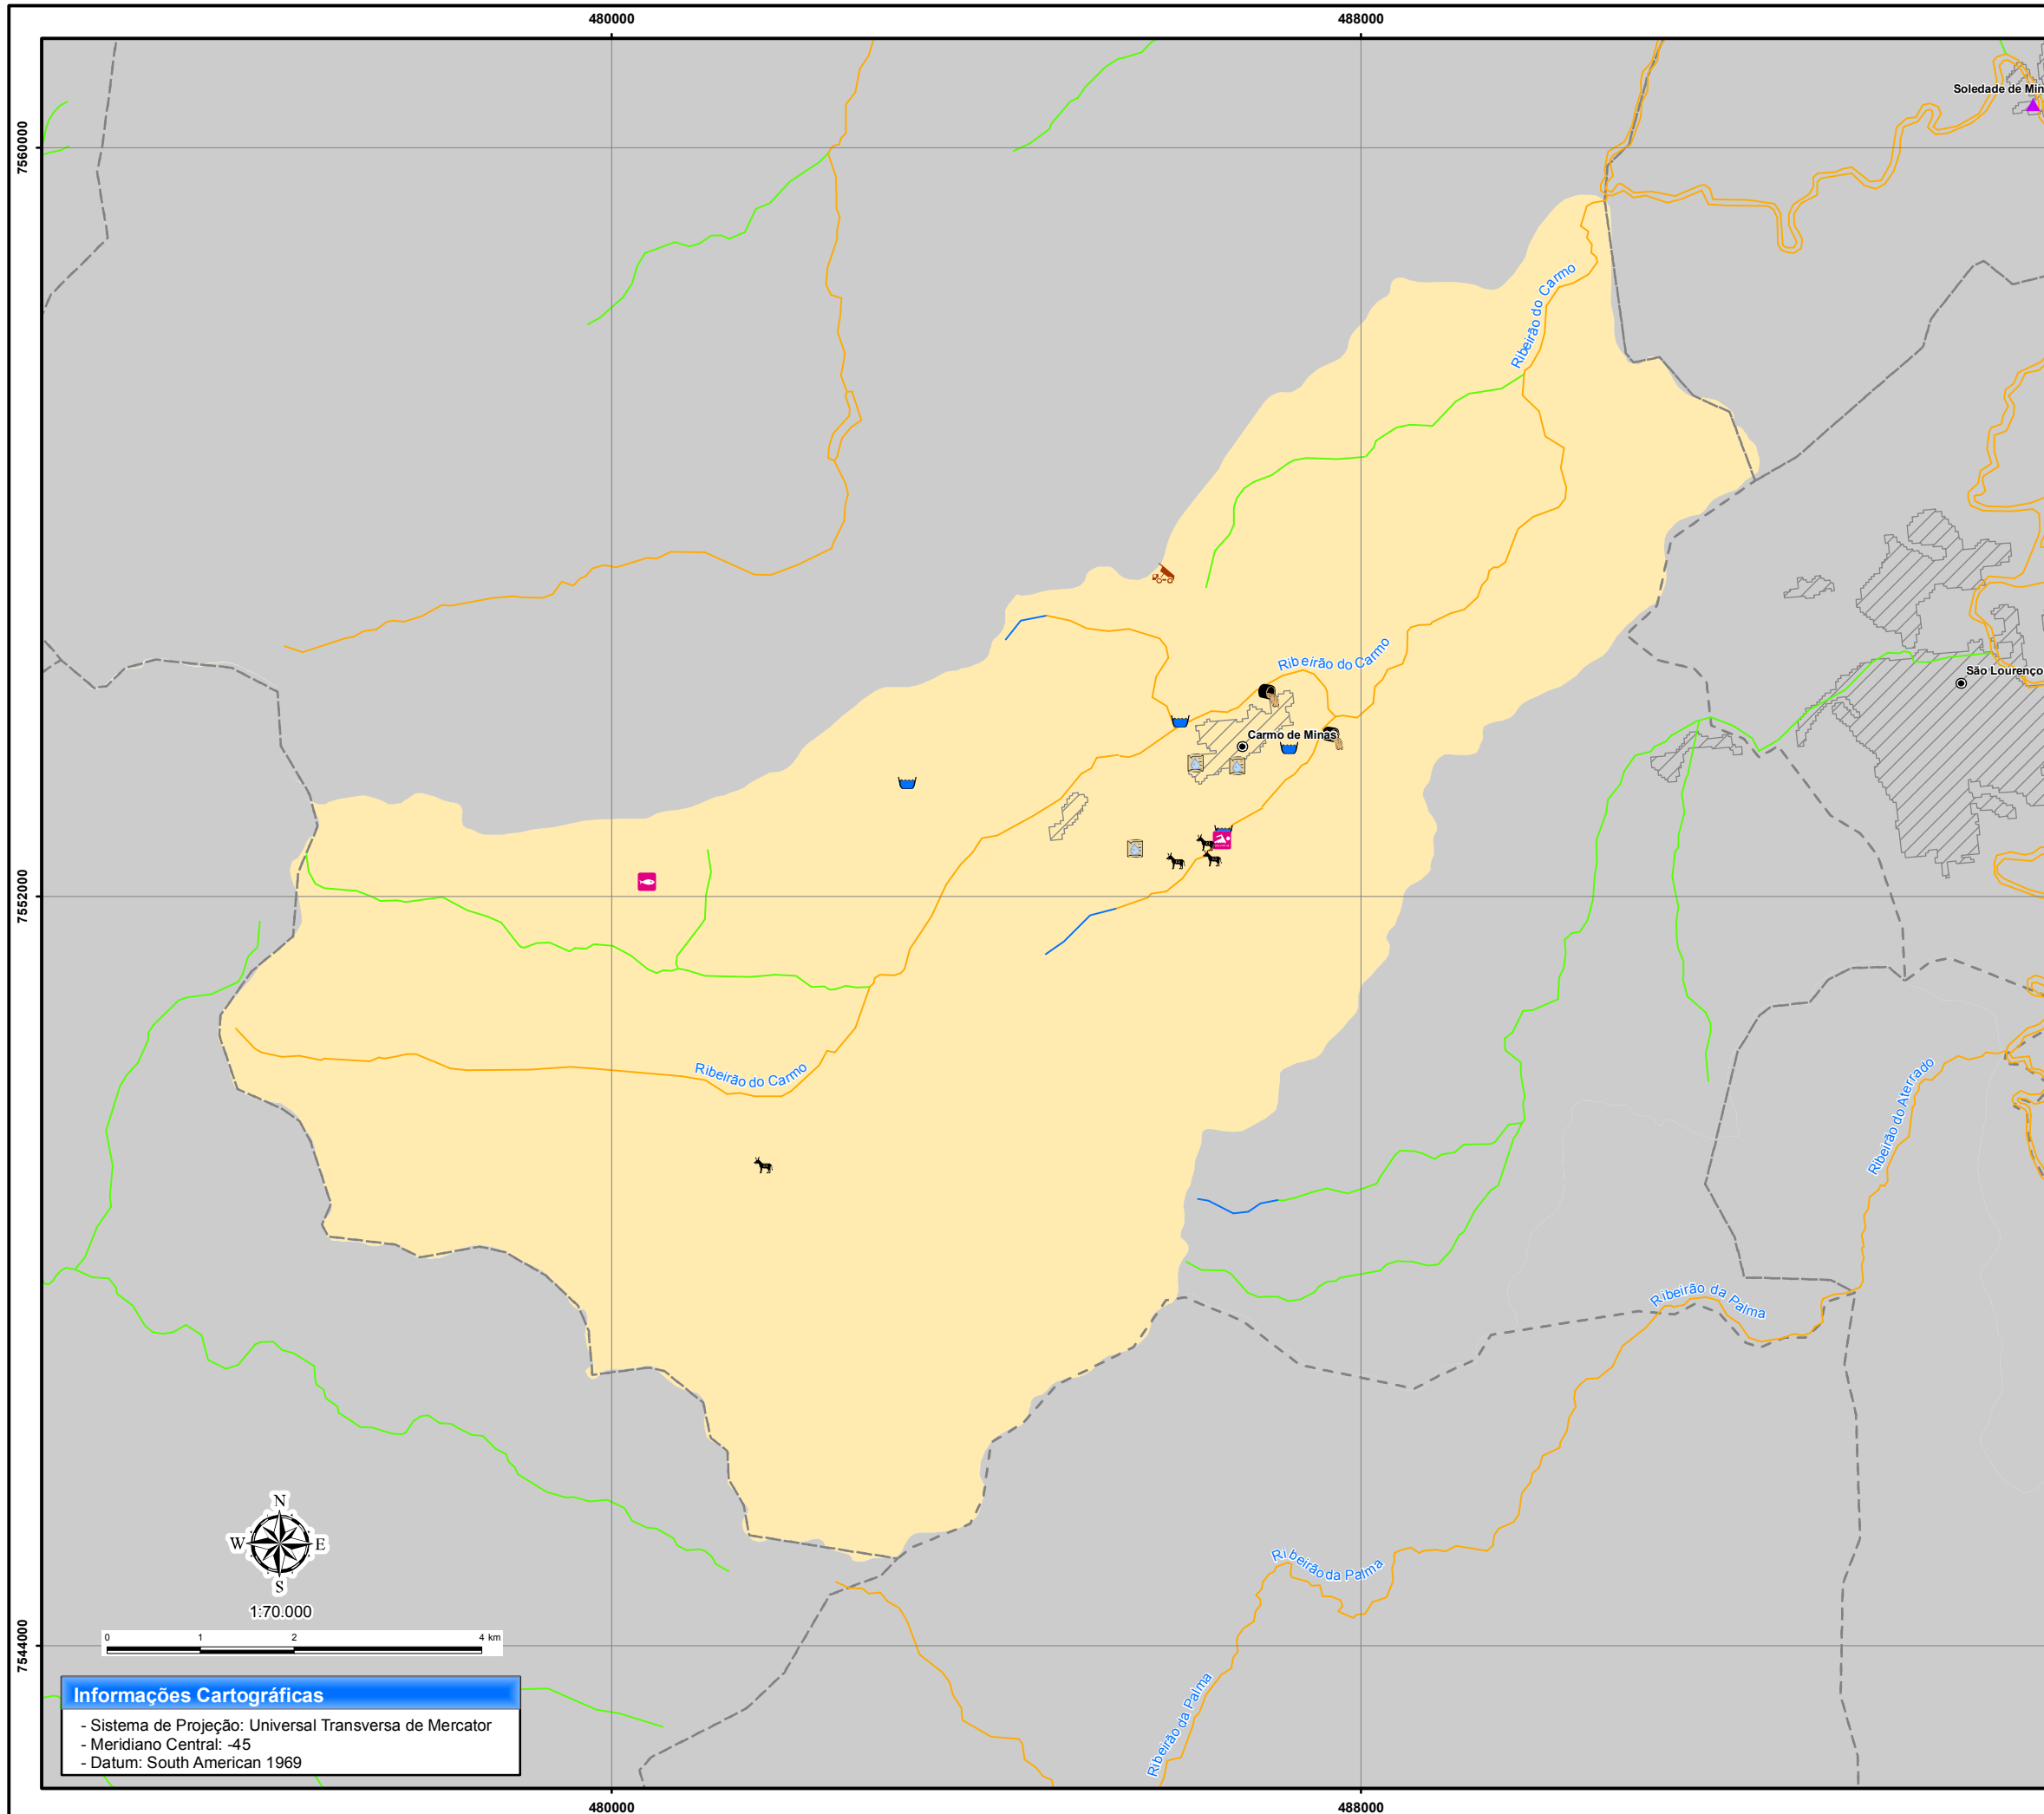 480000
488000
Soledade de Min
7560000
Ribeirão do Carmo
Ribeirão do Carmo
São Lourenço
Carmo de Minas
7552000
Ribeirão do Carmo
Ribeirão do Aterrado
Ribeirão da Palma
N
W
E
S
Ribeirão da Palma
1:70.000
0 1 2 4 km
7544000
Ribeirão da Palma
Informações Cartográficas
- Sistema de Projeção: Universal Transversa de Mercator
- Meridiano Central: -45
- Datum: South American 1969
480000
488000